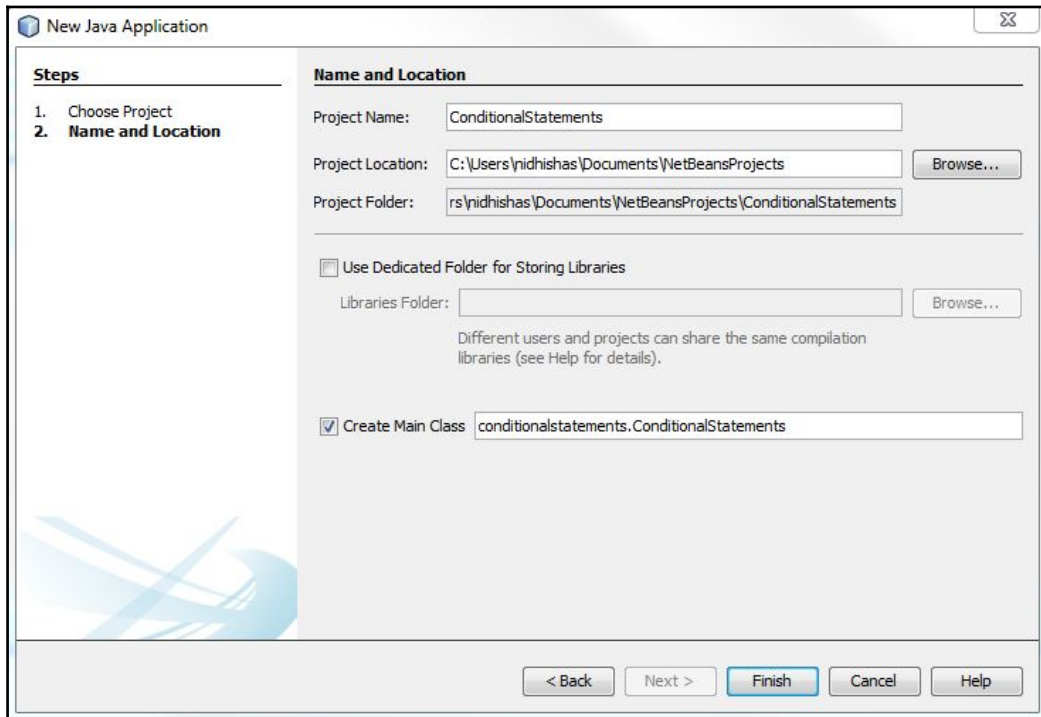 New Java Application
Steps
1. Choose Project
2. Name and Location
Name and Location
Project Name: ConditionalStatements
Project Location: C:\Users\nidhishas\Documents\NetBeansProjects Browse...
Project Folder: rs\nidhishas\Documents\NetBeansProjects\ConditionalStatements
Use Dedicated Folder for Storing Libraries
Libraries Folder: Browse...
Different users and projects can share the same compilation
libraries (see Help for details).
Create Main Class conditionalstatements.ConditionalStatements
< Back Next > Finish Cancel Help